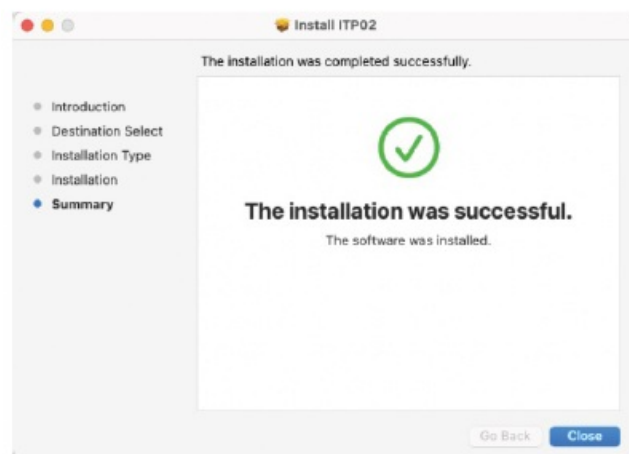 Install ITP02
The installation was completed successfully.
Introduction
Destination Select
Installation Type
Installation
Summary
The installation was successful.
The software was installed.
Go Back
Close